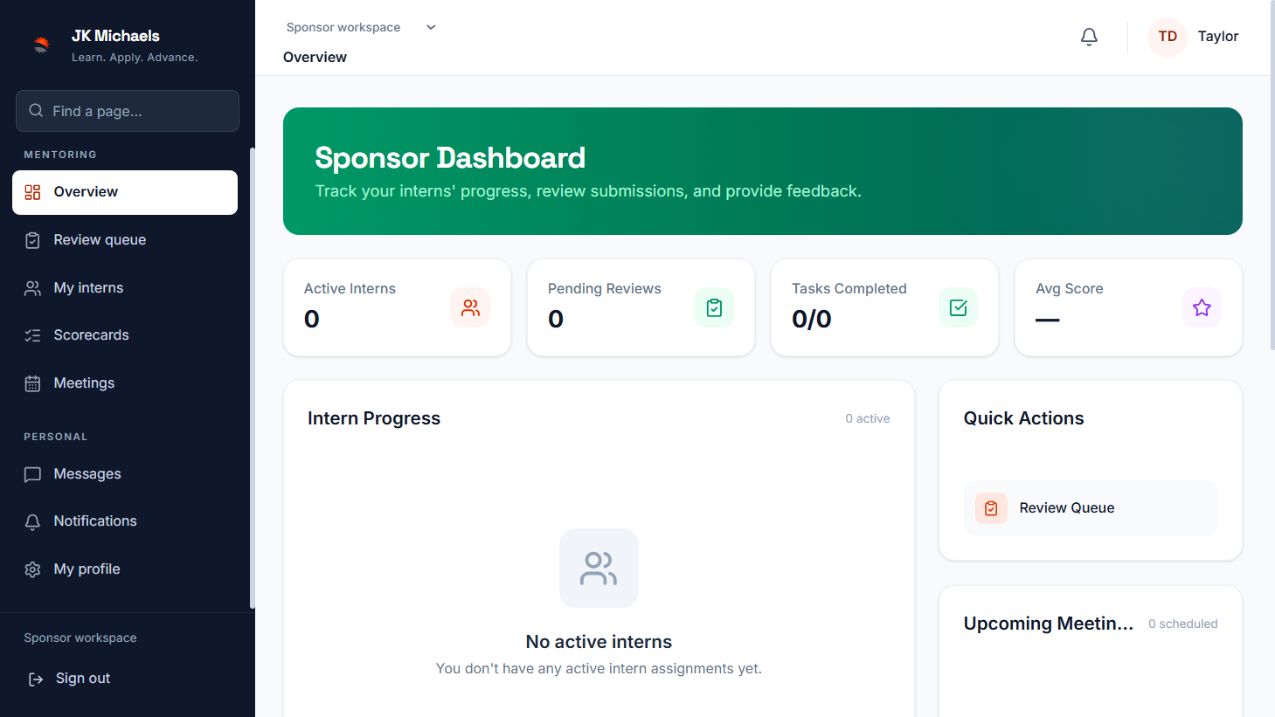 JK Michaels
Learn. Apply. Advance.
Find a page...
MENTORING
Overview
Review queue
My interns
Scorecards
Meetings
PERSONAL
Messages
Notifications
My profile
Sponsor workspace
Sign out
Sponsor workspace
Overview
TD
Taylor
Sponsor Dashboard
Track your interns' progress, review submissions, and provide feedback.
Active Interns
0
Pending Reviews
0
Tasks Completed
0/0
Avg Score
—
Intern Progress
0 active
No active interns
You don't have any active intern assignments yet.
Quick Actions
Review Queue
Upcoming Meetin...
0 scheduled